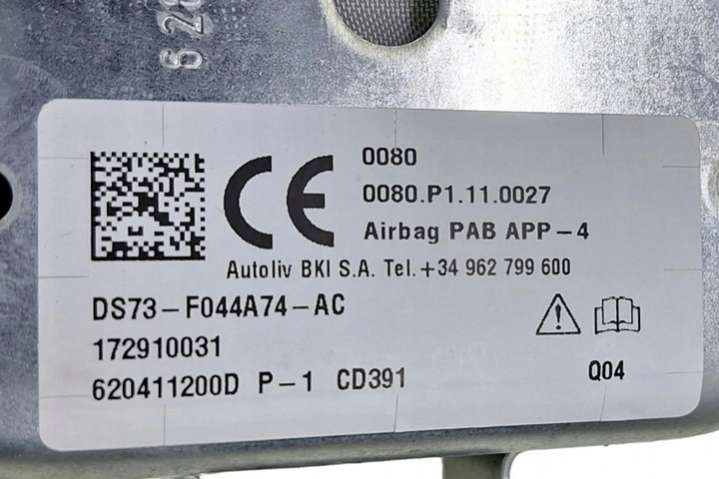 628
CE
0080
0080.P1.11.0027
Airbag PAB APP-4
Autoliv BKI S.A. Tel.+34 962 799 600
DS73-F044A74-AC
172910031
620411200D P-1 CD391
Q04